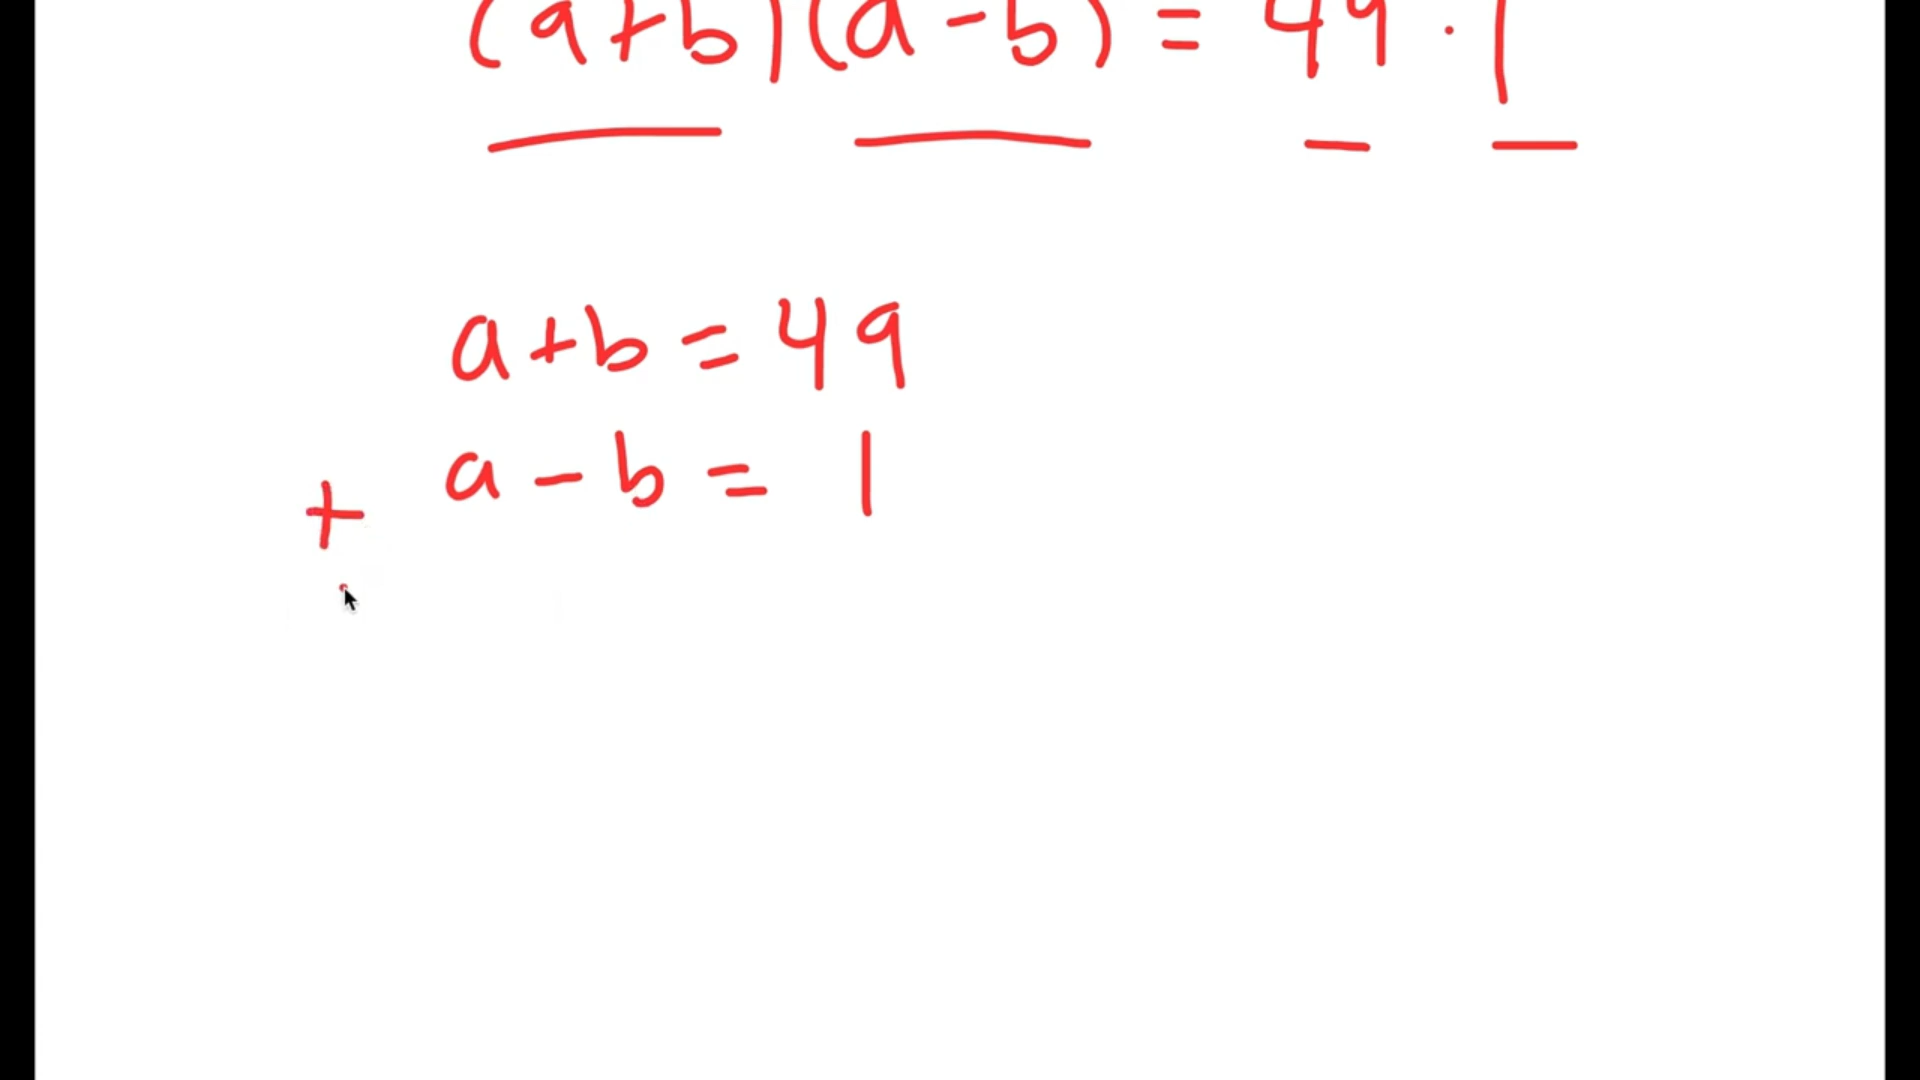 (a+b)(a-b) = 49 · 1
a+b = 49
a-b = 1
+